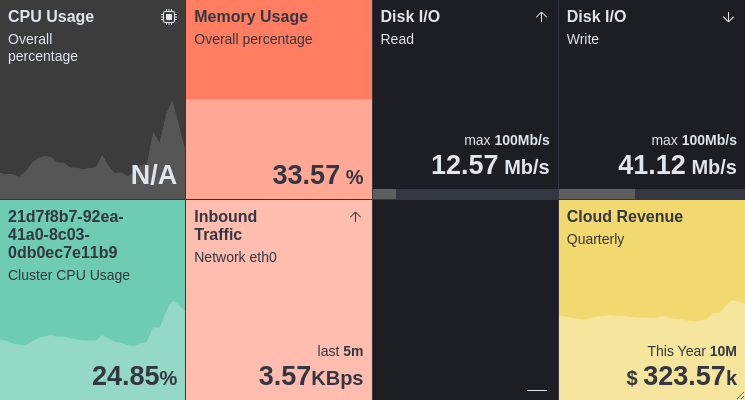 CPU Usage
Overall
percentage
N/A
Memory Usage
Overall percentage
33.57 %
Disk I/O
Read
max 100Mb/s
12.57 Mb/s
Disk I/O
Write
max 100Mb/s
41.12 Mb/s
21d7f8b7-92ea-
41a0-8c03-
0db0ec7e11b9
Cluster CPU Usage
24.85%
Inbound
Traffic
Network eth0
last 5m
3.57KBps
Cloud Revenue
Quarterly
This Year 10M
$ 323.57k